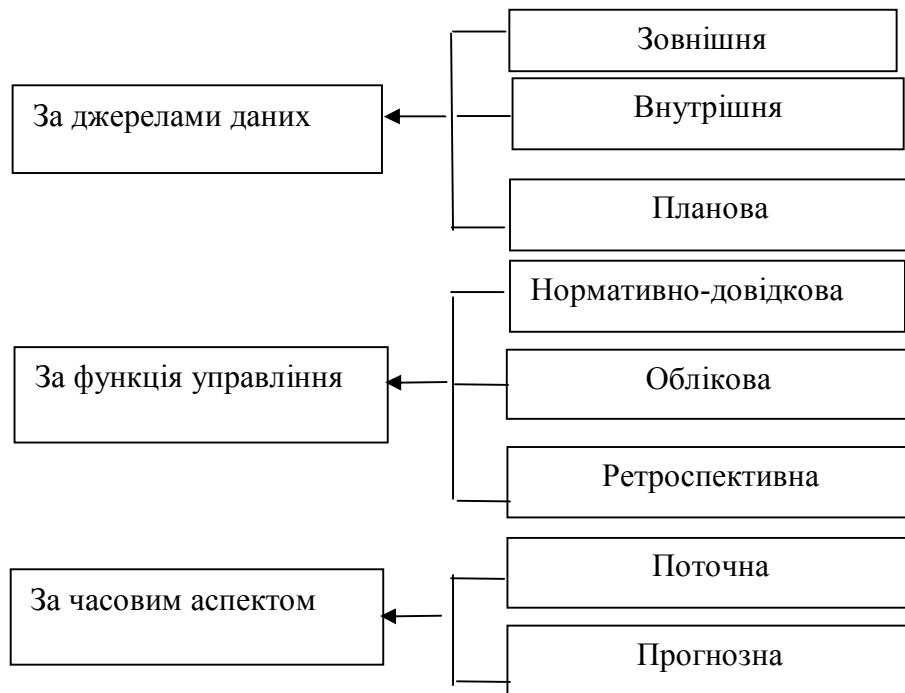 За джерелами даних
Зовнішня
Внутрішня
Планова
За функція управління
Нормативно-довідкова
Облікова
Ретроспективна
За часовим аспектом
Поточна
Прогнозна